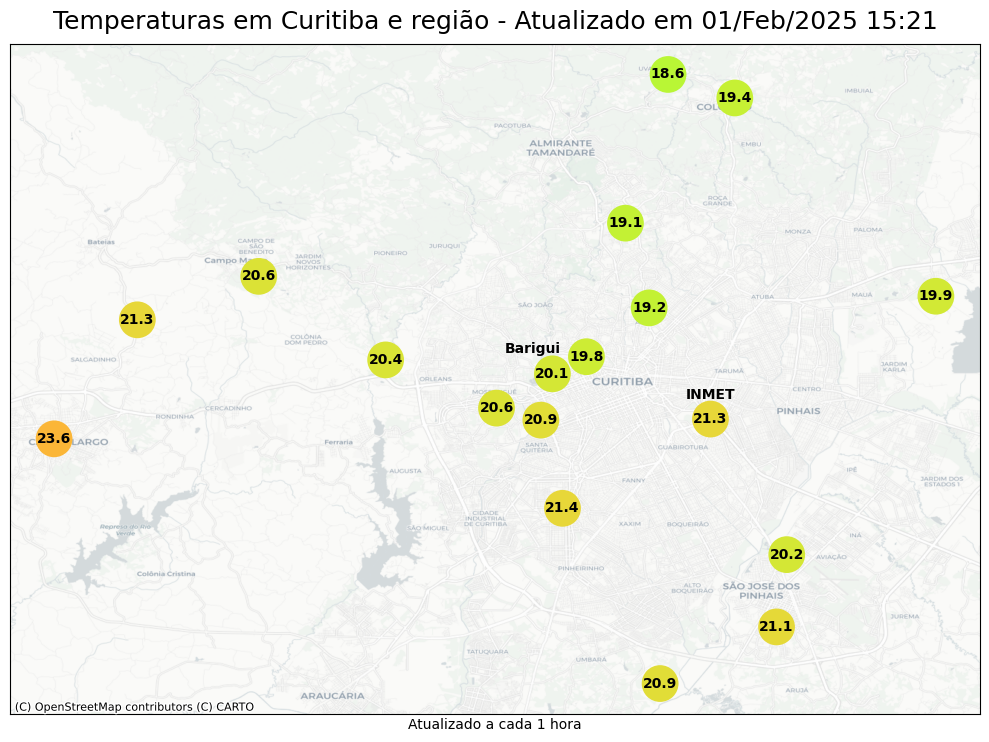 Temperaturas em Curitiba e região - Atualizado em 01/Feb/2025 15:21
18.6
19.4
COL
IMBUIAL
PACOTUBA
ALMIRANTE
TAMANDARÉ
EMBU
ROÇA
GRANDE
19.1
MONZA
PALOMA
Bateias
CAMPO DE
SÃO
BENEDITO
JURUQUI
PIONEIRO
JARDIM
NOVOS
HORIZONTES
Campo Ma
20.6
ATUBA
MAUÁ
19.9
SÃO JOÃO
19.2
21.3
COLÔNIA
DOM PEDRO
Barigui
19.8
SALGADINHO
20.4
20.1
JARDIM
KARLA
TARUMÃ
ORLEANS
CURITIBA
CENTRO
INMET
20.6
CERCADINHO
RONDINHA
20.9
21.3
PINHAIS
23.6
LARGO
Ferraria
SANTA
QUITÉRIA
GUABIROTUBA
AUGUSTA
IPÊ
FANNY
JARDIM DOS
ESTADOS I
21.4
CIDADE
INDUSTRIAL
DE CURITIBA
XAXIM
BOQUEIRÃO
SÃO MIGUEL
Represa do Rio
Verde
INÁ
20.2
AVIAÇÃO
PINHEIRINHO
Colônia Cristina
ALTO
BOQUEIRÃO
SÃO JOSÉ DOS
PINHAIS
JUREMA
21.1
TATUQUARA
UMBARÁ
20.9
ARUJÁ
ARAUCÁRIA
(C) OpenStreetMap contributors (C) CARTO
Atualizado a cada 1 hora